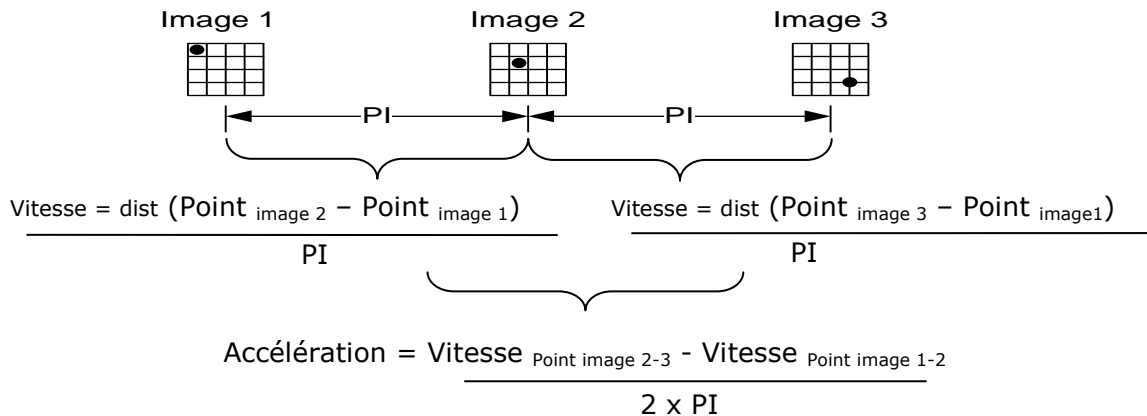 Image 1 Image 2 Image 3
PI PI
Vitesse = dist (Point image 2 – Point image 1) Vitesse = dist (Point image 3 – Point image1)
PI PI
Accélération = Vitesse Point image 2-3 - Vitesse Point image 1-2
2 x PI